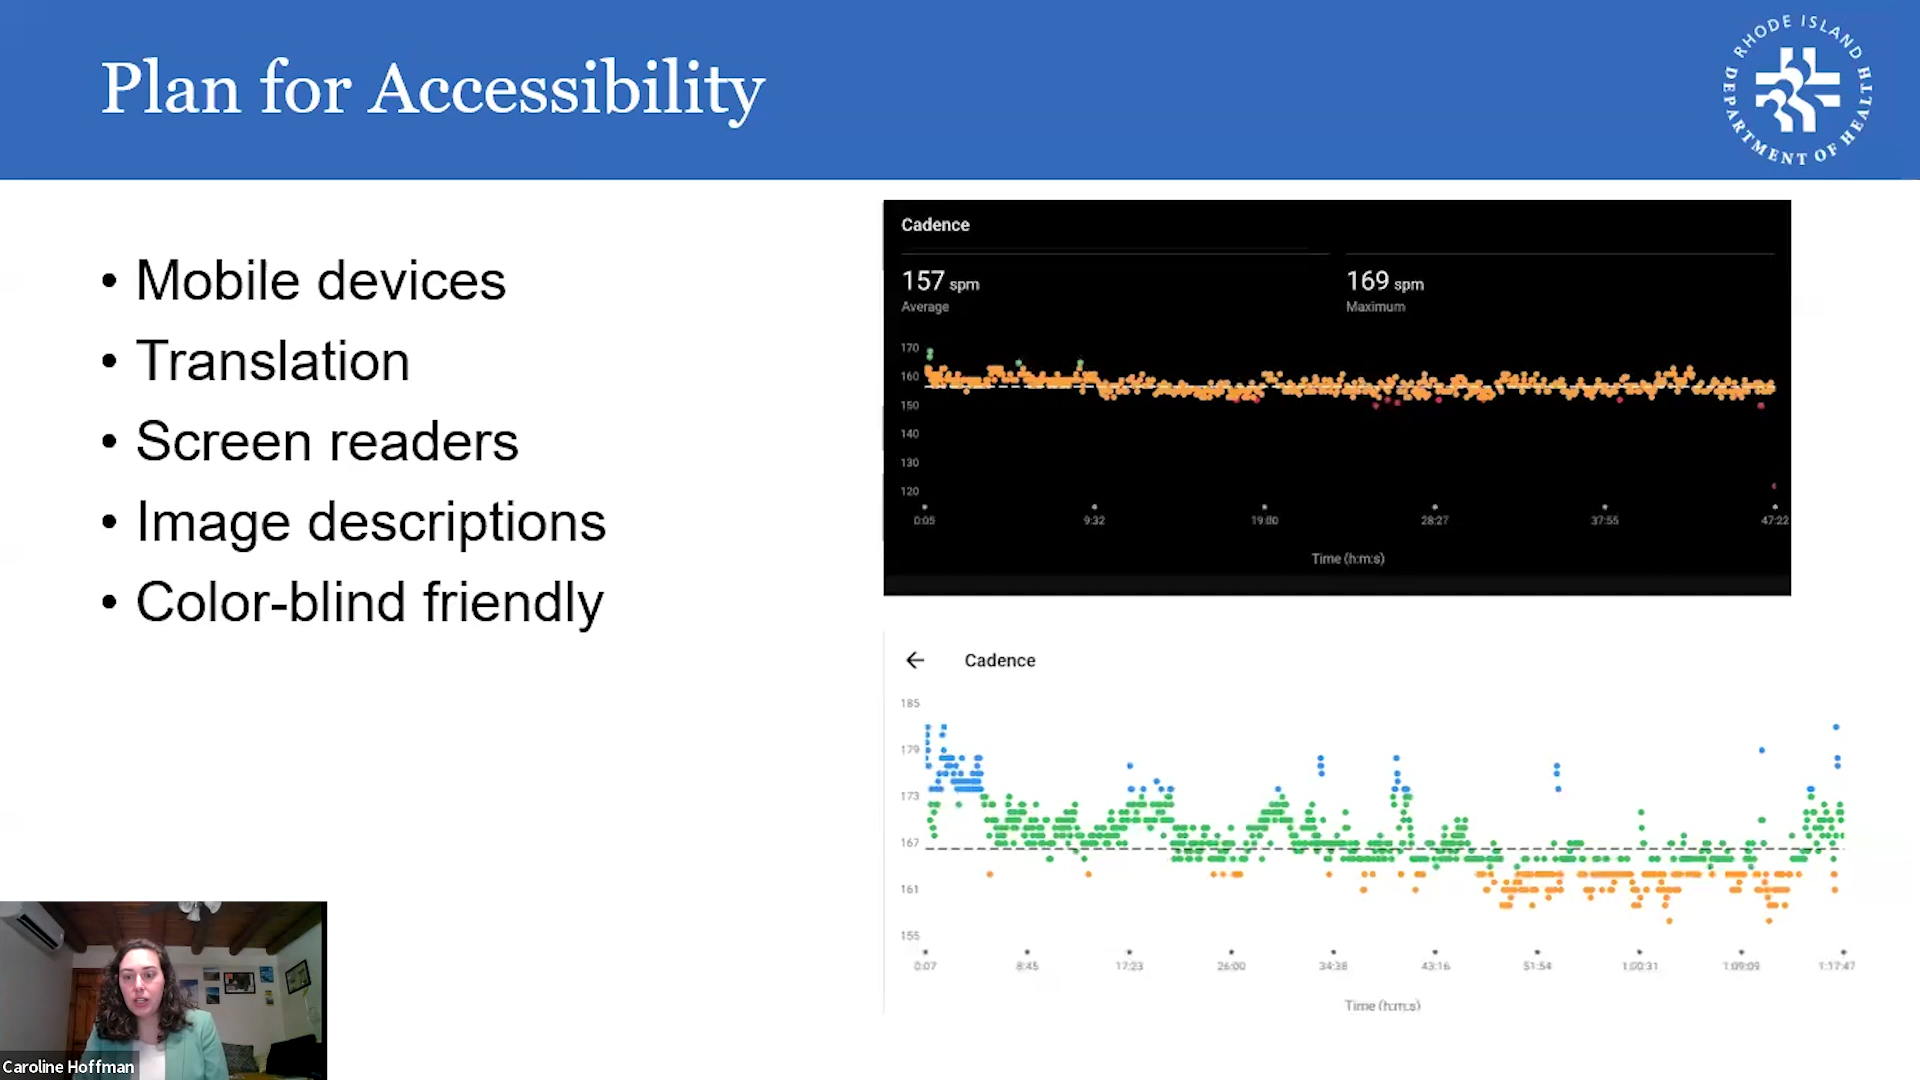 Plan for Accessibility
RHODE ISLAND
DEPARTMENT OF HEALTH
• Mobile devices
• Translation
• Screen readers
• Image descriptions
• Color-blind friendly
Cadence
157 spm
Average
169 spm
Maximum
170
160
150
140
130
120
0:05 9:32 19:00 28:27 37:55 47:22
Time (h:m:s)
Cadence
185
179
173
167
161
155
0:07 8:45 17:23 26:00 34:38 43:16 51:54 1:00:31 1:09:09 1:17:47
Time (h:m:s)
Caroline Hoffman